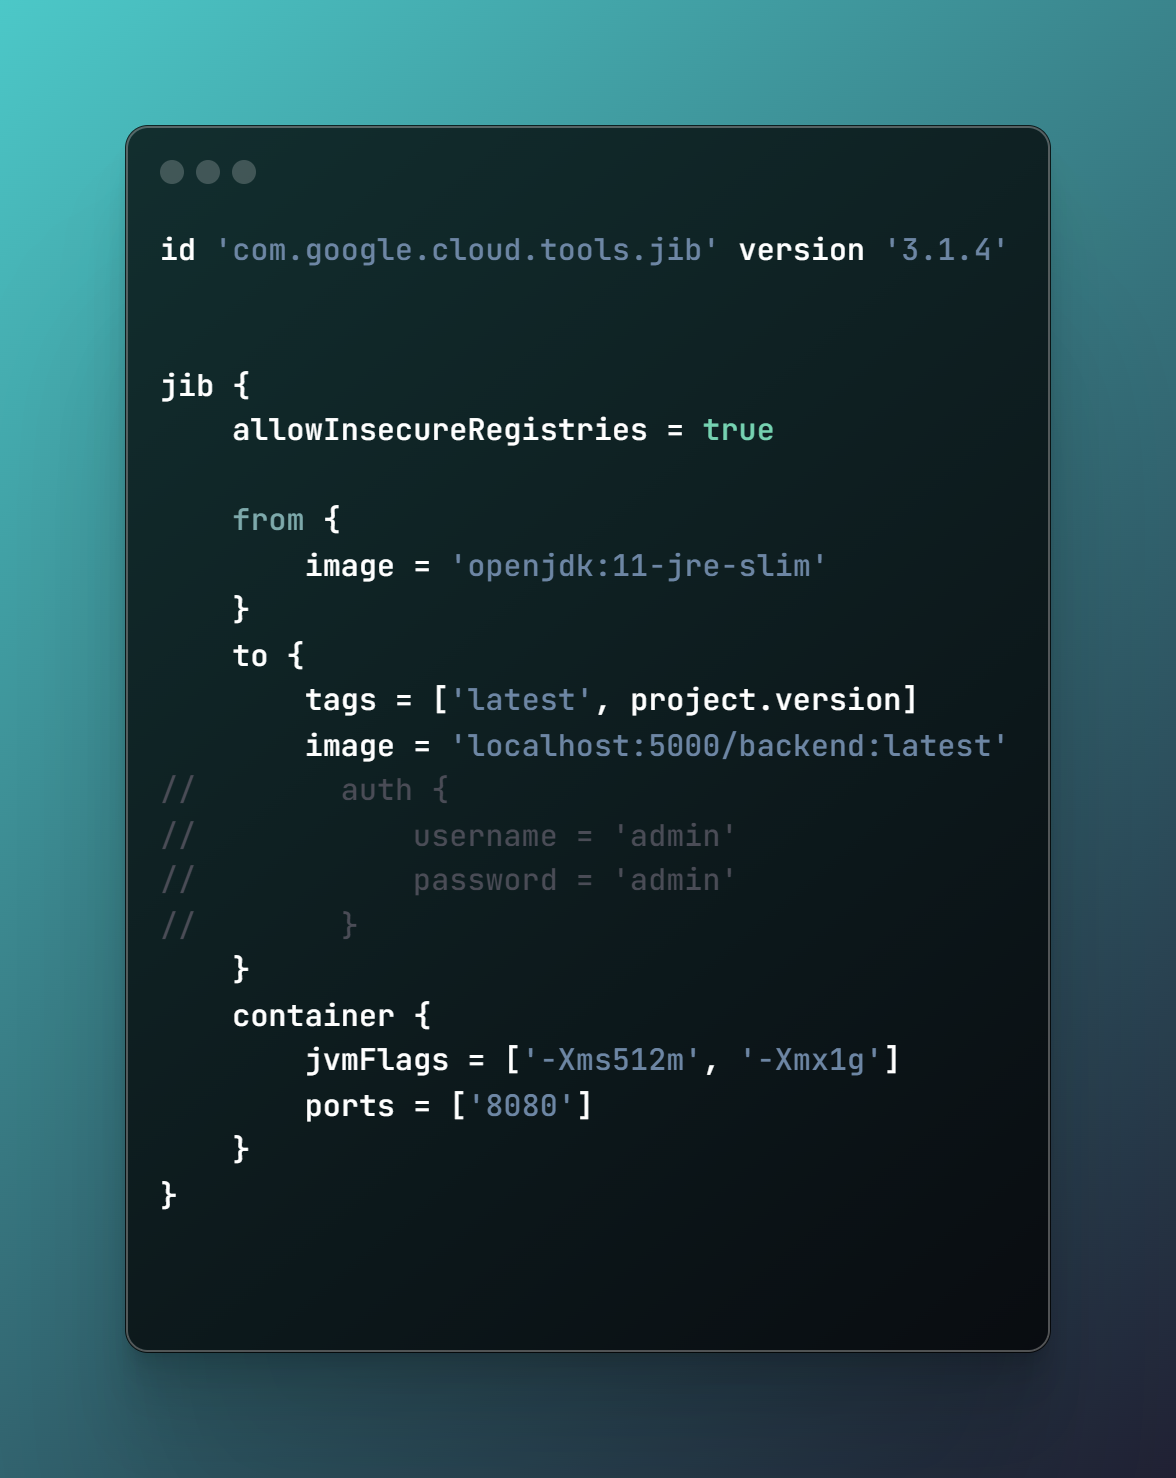 id 'com.google.cloud.tools.jib' version '3.1.4'


jib {
    allowInsecureRegistries = true

    from {
        image = 'openjdk:11-jre-slim'
    }
    to {
        tags = ['latest', project.version]
        image = 'localhost:5000/backend:latest'
//        auth {
//            username = 'admin'
//            password = 'admin'
//        }
    }
    container {
        jvmFlags = ['-Xms512m', '-Xmx1g']
        ports = ['8080']
    }
}